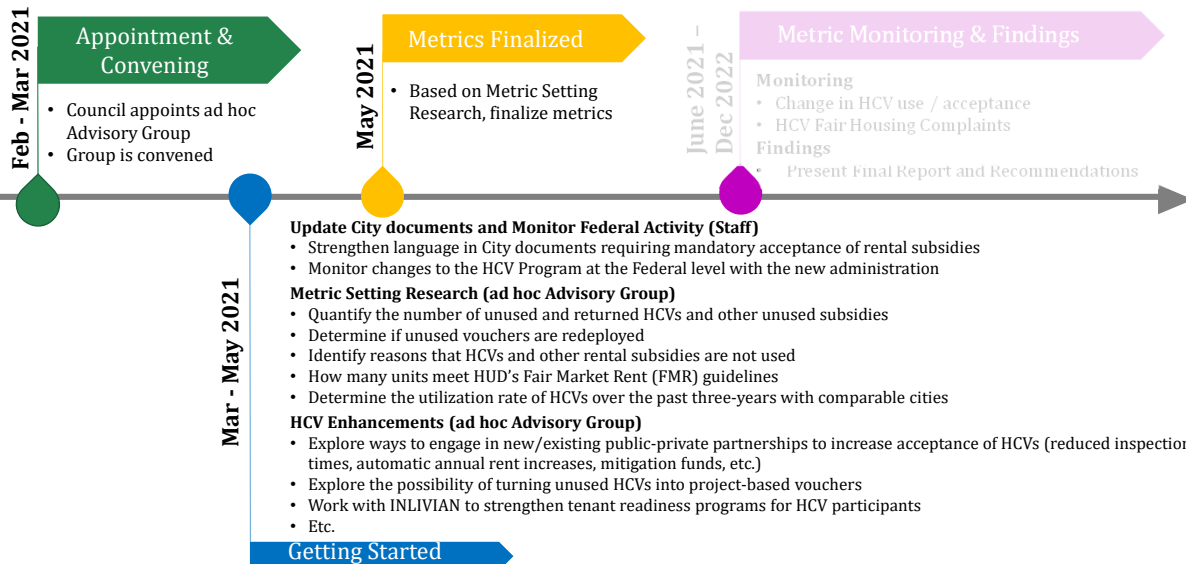 Feb - Mar 2021
Appointment &
Convening
• Council appoints ad hoc
Advisory Group
• Group is convened
May 2021
Metrics Finalized
• Based on Metric Setting
Research, finalize metrics
June 2021 –
Dec 2022
Metric Monitoring & Findings
Monitoring
• Change in HCV use / acceptance
• HCV Fair Housing Complaints
Findings
• Present Final Report and Recommendations
Mar - May 2021
Update City documents and Monitor Federal Activity (Staff)
• Strengthen language in City documents requiring mandatory acceptance of rental subsidies
• Monitor changes to the HCV Program at the Federal level with the new administration
Metric Setting Research (ad hoc Advisory Group)
• Quantify the number of unused and returned HCVs and other unused subsidies
• Determine if unused vouchers are redeployed
• Identify reasons that HCVs and other rental subsidies are not used
• How many units meet HUD's Fair Market Rent (FMR) guidelines
• Determine the utilization rate of HCVs over the past three-years with comparable cities
HCV Enhancements (ad hoc Advisory Group)
• Explore ways to engage in new/existing public-private partnerships to increase acceptance of HCVs (reduced inspection
times, automatic annual rent increases, mitigation funds, etc.)
• Explore the possibility of turning unused HCVs into project-based vouchers
• Work with INLIVIAN to strengthen tenant readiness programs for HCV participants
• Etc.
Getting Started